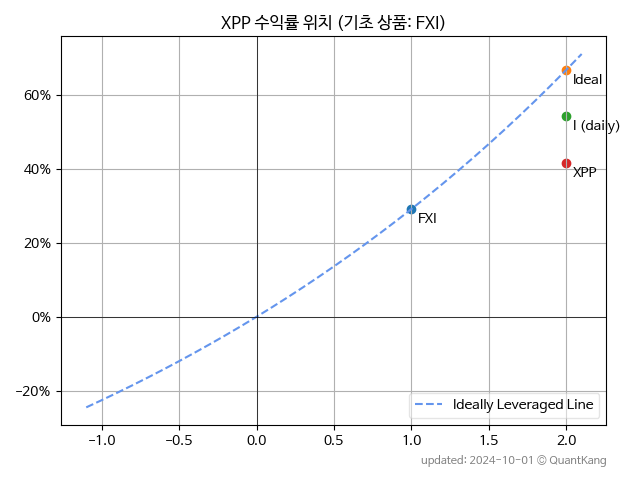 XPP 수익률 위치 (기초 상품: FXI)
60%
40%
20%
0%
−20%
Ideal
I (daily)
XPP
FXI
Ideally Leveraged Line
−1.0 −0.5 0.0 0.5 1.0 1.5 2.0
updated: 2024-10-01 © QuantKang